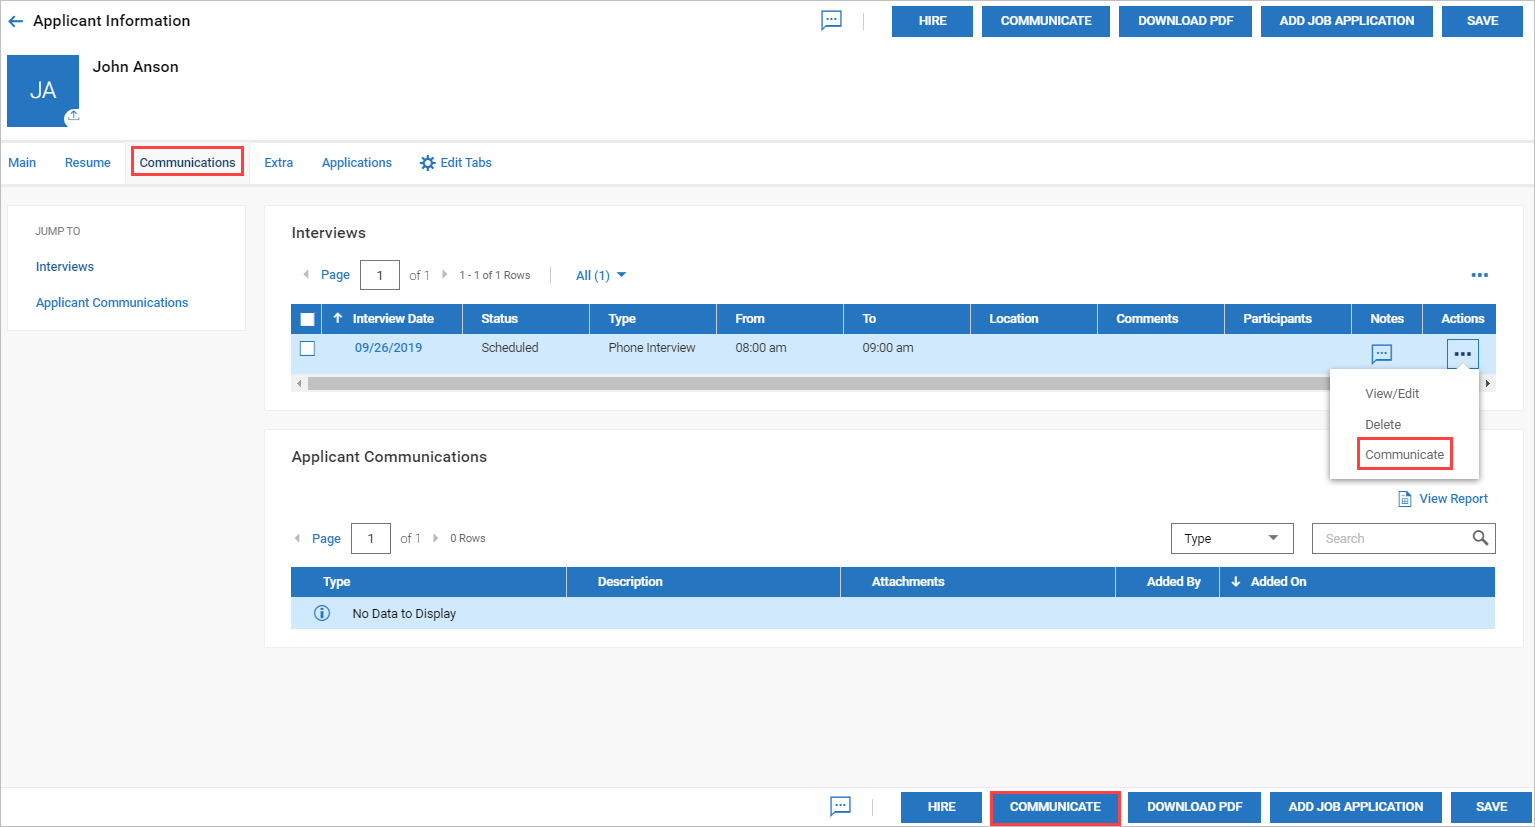 Applicant Information
HIRE COMMUNICATE DOWNLOAD PDF ADD JOB APPLICATION SAVE
JA
John Anson
Main Resume Communications Extra Applications Edit Tabs
JUMP TO
Interviews
Applicant Communications
Interviews
Page 1 of 1 1 - 1 of 1 Rows All (1)
Interview Date Status Type From To Location Comments Participants Notes Actions
09/26/2019 Scheduled Phone Interview 08:00 am 09:00 am
View/Edit
Delete
Communicate
Applicant Communications
View Report
Page 1 of 1 0 Rows Type Search
Type Description Attachments Added By Added On
No Data to Display
HIRE COMMUNICATE DOWNLOAD PDF ADD JOB APPLICATION SAVE